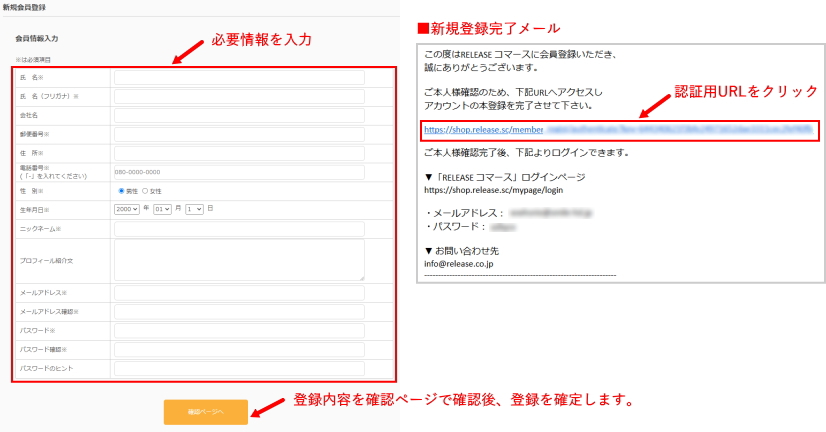 新規会員登録
会員情報入力
必要情報を入力
※は必須項目
氏　名※
氏　名（フリガナ）※
会社名
郵便番号※
住　所※
電話番号※
(「-」を入れてください)
080-0000-0000
性　別※
男性 女性
生年月日※
2000 年 01 月 1 日
ニックネーム※
プロフィール紹介文
メールアドレス※
メールアドレス確認※
パスワード※
パスワード確認※
パスワードのヒント
確認ページへ
登録内容を確認ページで確認後、登録を確定します。
■新規登録完了メール
この度はRELEASE コマースに会員登録いただき、
誠にありがとうございます。
ご本人様確認のため、下記URLへアクセスし
アカウントの本登録を完了させて下さい。
認証用URLをクリック
https://shop.release.sc/member
ご本人様確認完了後、下記よりログインできます。
▼「RELEASE コマース」ログインページ
https://shop.release.sc/mypage/login
・メールアドレス：
・パスワード：
▼ お問い合わせ先
info@release.co.jp